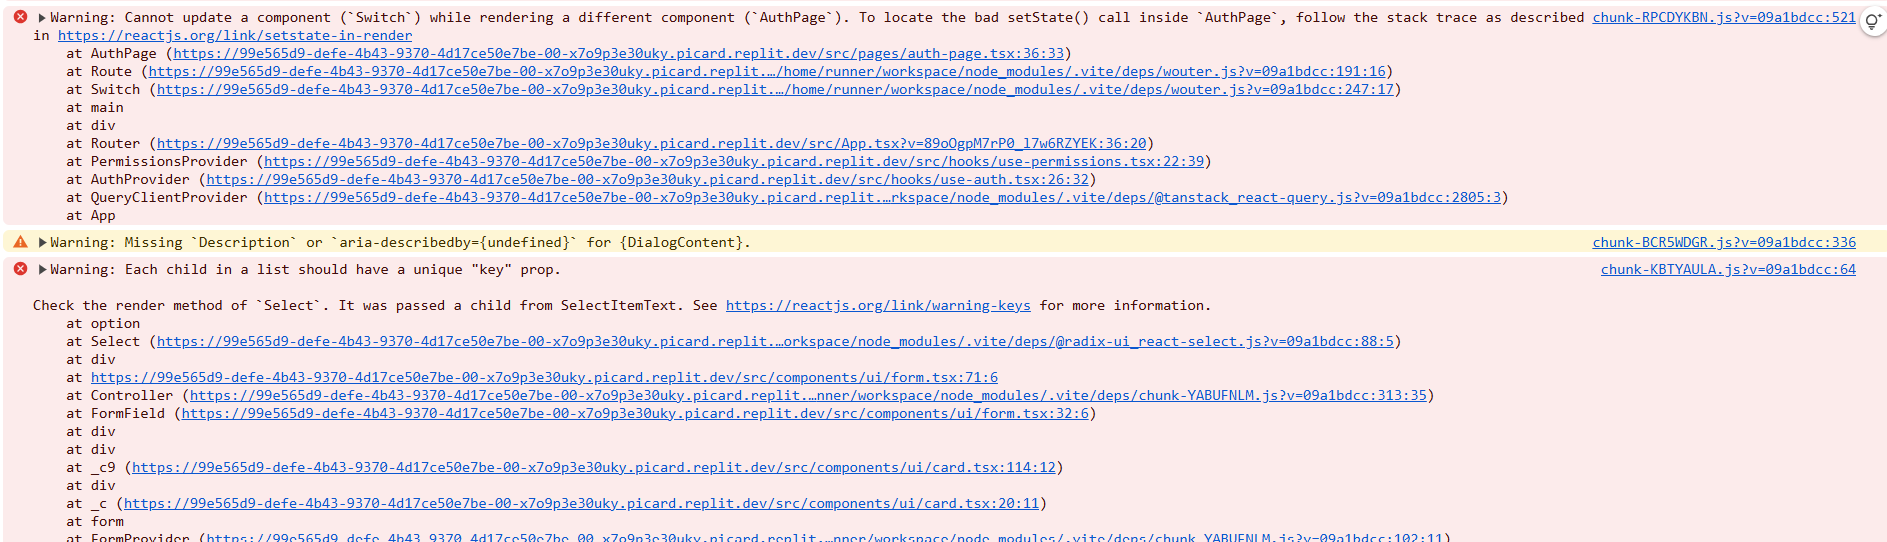 Warning: Cannot update a component (`Switch`) while rendering a different component (`AuthPage`). To locate the bad setState() call inside `AuthPage`, follow the stack trace as described chunk-RPCDYKBN.js?v=09a1bdcc:521
in https://reactjs.org/link/setstate-in-render
at AuthPage (https://99e565d9-defe-4b43-9370-4d17ce50e7be-00-x7o9p3e30uky.picard.replit.dev/src/pages/auth-page.tsx:36:33)
at Route (https://99e565d9-defe-4b43-9370-4d17ce50e7be-00-x7o9p3e30uky.picard.replit.…/home/runner/workspace/node_modules/.vite/deps/wouter.js?v=09a1bdcc:191:16)
at Switch (https://99e565d9-defe-4b43-9370-4d17ce50e7be-00-x7o9p3e30uky.picard.replit.…/home/runner/workspace/node_modules/.vite/deps/wouter.js?v=09a1bdcc:247:17)
at main
at div
at Router (https://99e565d9-defe-4b43-9370-4d17ce50e7be-00-x7o9p3e30uky.picard.replit.dev/src/App.tsx?v=89oOgpM7rP0_l7w6RZYEK:36:20)
at PermissionsProvider (https://99e565d9-defe-4b43-9370-4d17ce50e7be-00-x7o9p3e30uky.picard.replit.dev/src/hooks/use-permissions.tsx:22:39)
at AuthProvider (https://99e565d9-defe-4b43-9370-4d17ce50e7be-00-x7o9p3e30uky.picard.replit.dev/src/hooks/use-auth.tsx:26:32)
at QueryClientProvider (https://99e565d9-defe-4b43-9370-4d17ce50e7be-00-x7o9p3e30uky.picard.replit.…rkspace/node_modules/.vite/deps/@tanstack_react-query.js?v=09a1bdcc:2805:3)
at App
Warning: Missing `Description` or `aria-describedby={undefined}` for {DialogContent}. chunk-BCR5WDGR.js?v=09a1bdcc:336
Warning: Each child in a list should have a unique "key" prop. chunk-KBTYAULA.js?v=09a1bdcc:64
Check the render method of `Select`. It was passed a child from SelectItemText. See https://reactjs.org/link/warning-keys for more information.
at option
at Select (https://99e565d9-defe-4b43-9370-4d17ce50e7be-00-x7o9p3e30uky.picard.replit.…orkspace/node_modules/.vite/deps/@radix-ui_react-select.js?v=09a1bdcc:88:5)
at div
at https://99e565d9-defe-4b43-9370-4d17ce50e7be-00-x7o9p3e30uky.picard.replit.dev/src/components/ui/form.tsx:71:6
at Controller (https://99e565d9-defe-4b43-9370-4d17ce50e7be-00-x7o9p3e30uky.picard.replit.…nner/workspace/node_modules/.vite/deps/chunk-YABUFNLM.js?v=09a1bdcc:313:35)
at FormField (https://99e565d9-defe-4b43-9370-4d17ce50e7be-00-x7o9p3e30uky.picard.replit.dev/src/components/ui/form.tsx:32:6)
at div
at div
at _c9 (https://99e565d9-defe-4b43-9370-4d17ce50e7be-00-x7o9p3e30uky.picard.replit.dev/src/components/ui/card.tsx:114:12)
at div
at _c (https://99e565d9-defe-4b43-9370-4d17ce50e7be-00-x7o9p3e30uky.picard.replit.dev/src/components/ui/card.tsx:20:11)
at form
at FormProvider (https://99e565d9-defe-4b43-9370-4d17ce50e7be-00-x7o9p3e30uky.picard.replit.…nner/workspace/node_modules/.vite/deps/chunk-YABUFNLM.js?v=09a1bdcc:102:11)